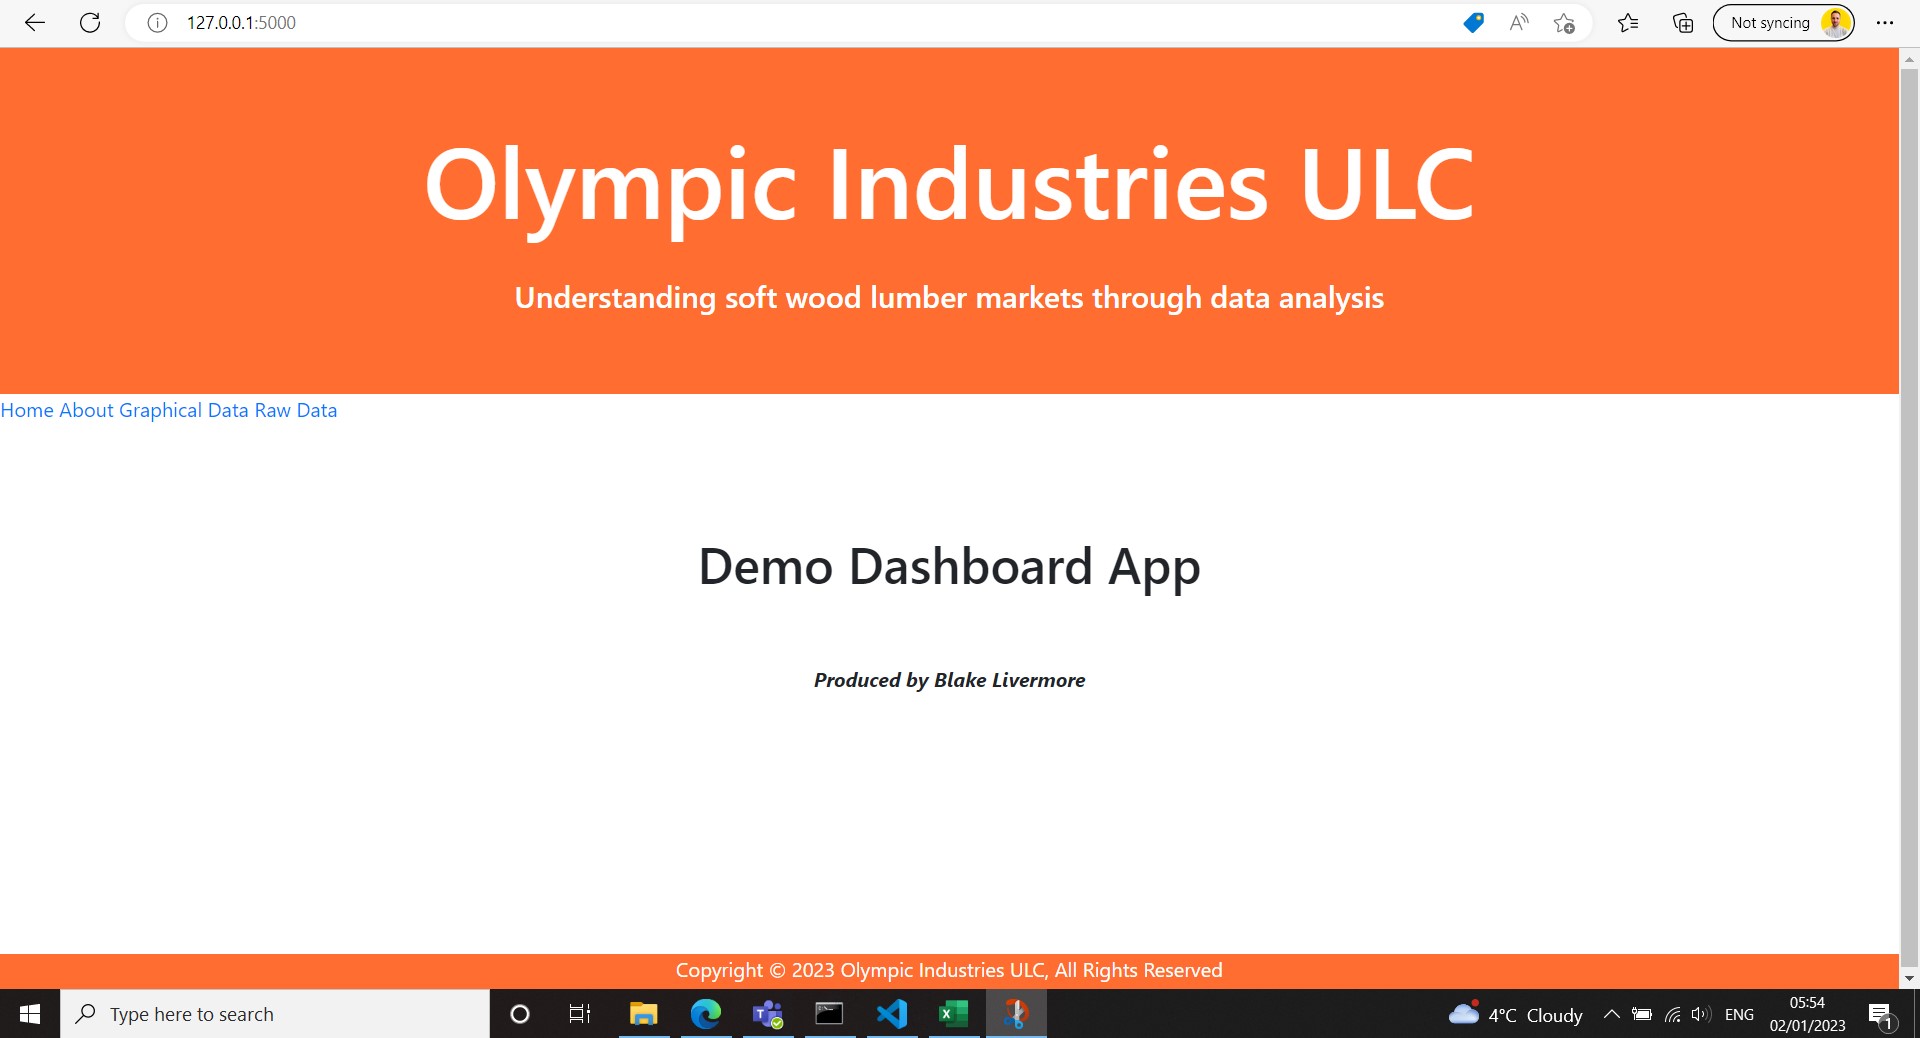 127.0.0.1:5000
Not syncing
Olympic Industries ULC
Understanding soft wood lumber markets through data analysis
Home About Graphical Data Raw Data
Demo Dashboard App
Produced by Blake Livermore
Copyright © 2023 Olympic Industries ULC, All Rights Reserved
Type here to search
4°C Cloudy
ENG
05:54
02/01/2023
1